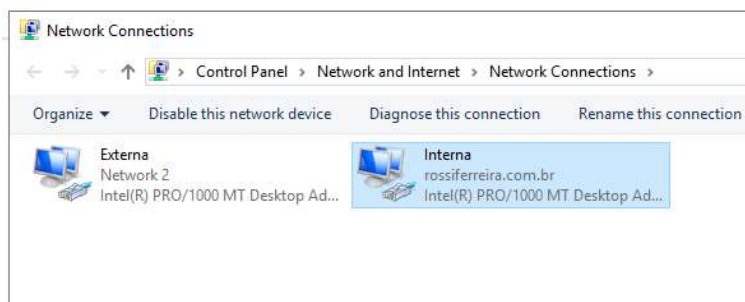 Network Connections
Control Panel > Network and Internet > Network Connections >
Organize Disable this network device Diagnose this connection Rename this connection
Externa
Network 2
Intel(R) PRO/1000 MT Desktop Ad...
Interna
rossiferreira.com.br
Intel(R) PRO/1000 MT Desktop Ad...